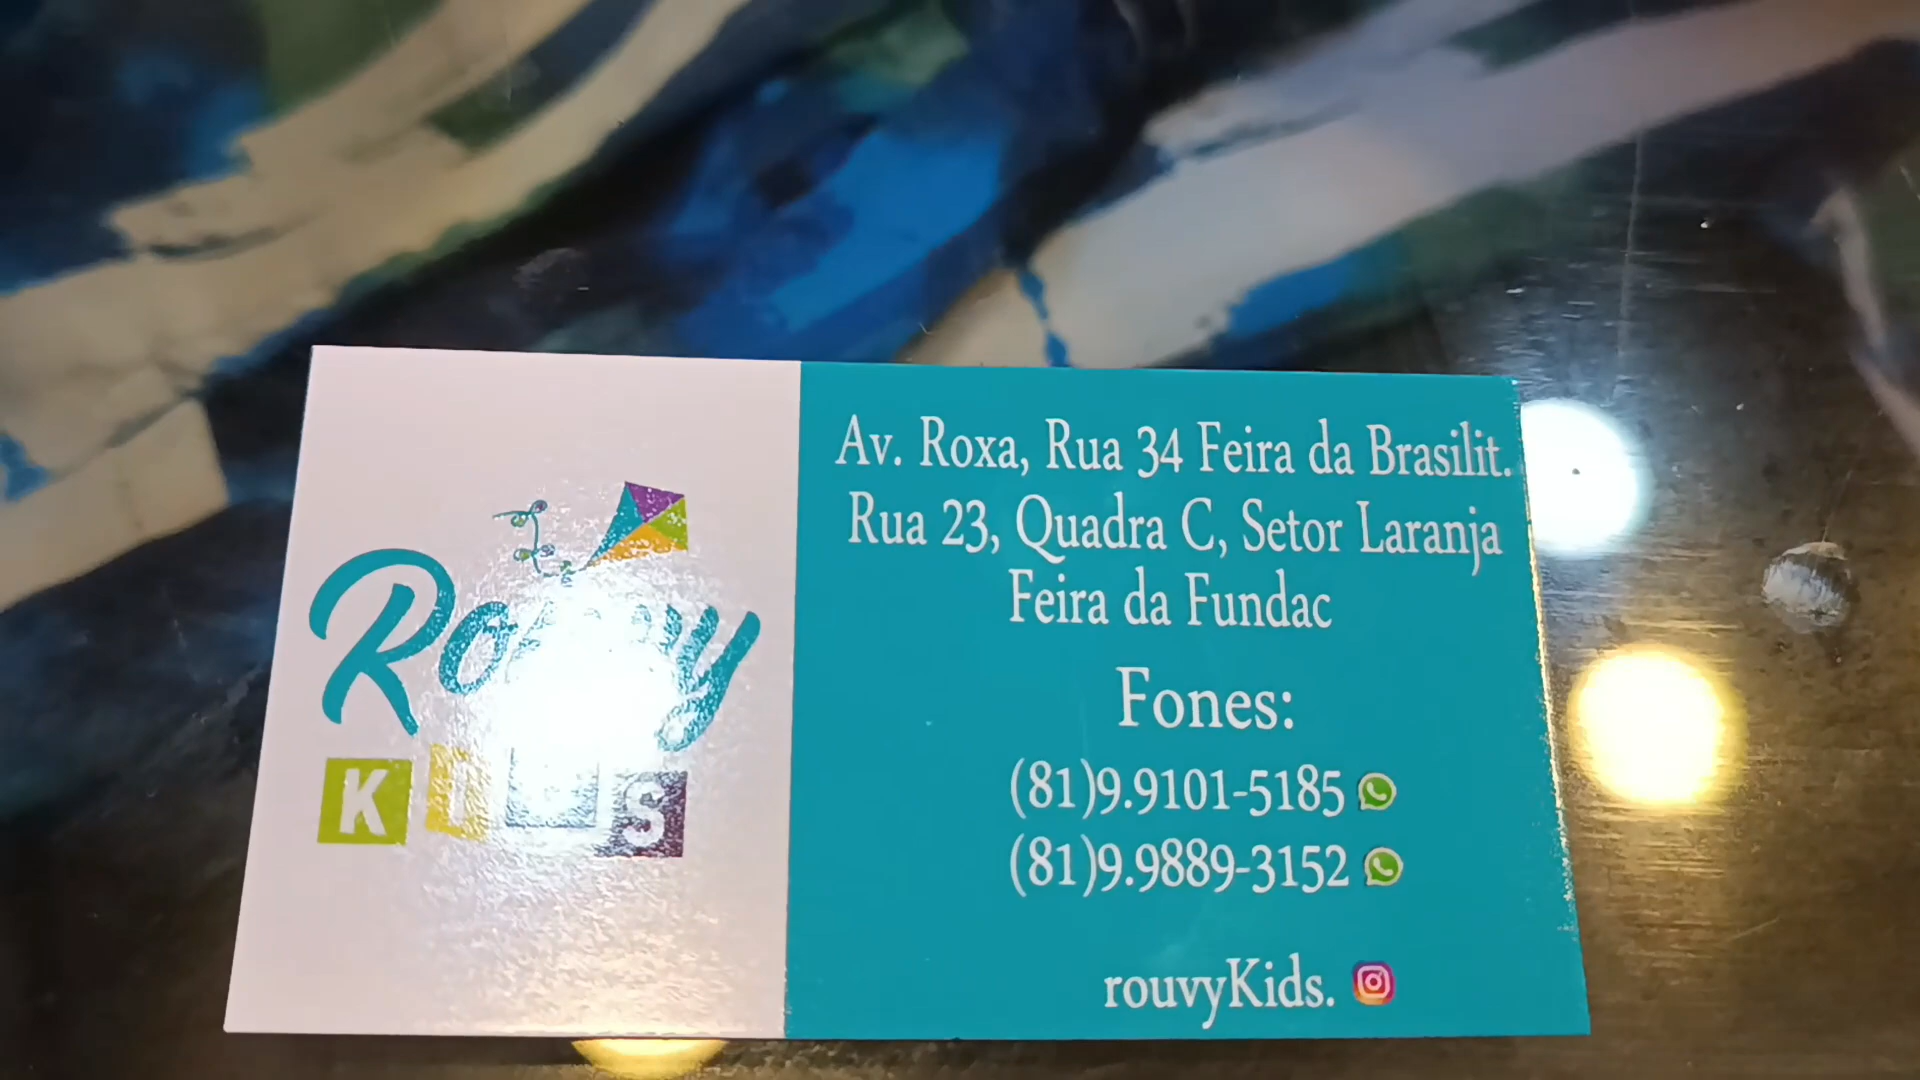 K S
Av. Roxa, Rua 34 Feira da Brasilit.
Rua 23, Quadra C, Setor Laranja
Feira da Fundac
Fones:
(81)9.9101-5185
(81)9.9889-3152
rouvyKids.